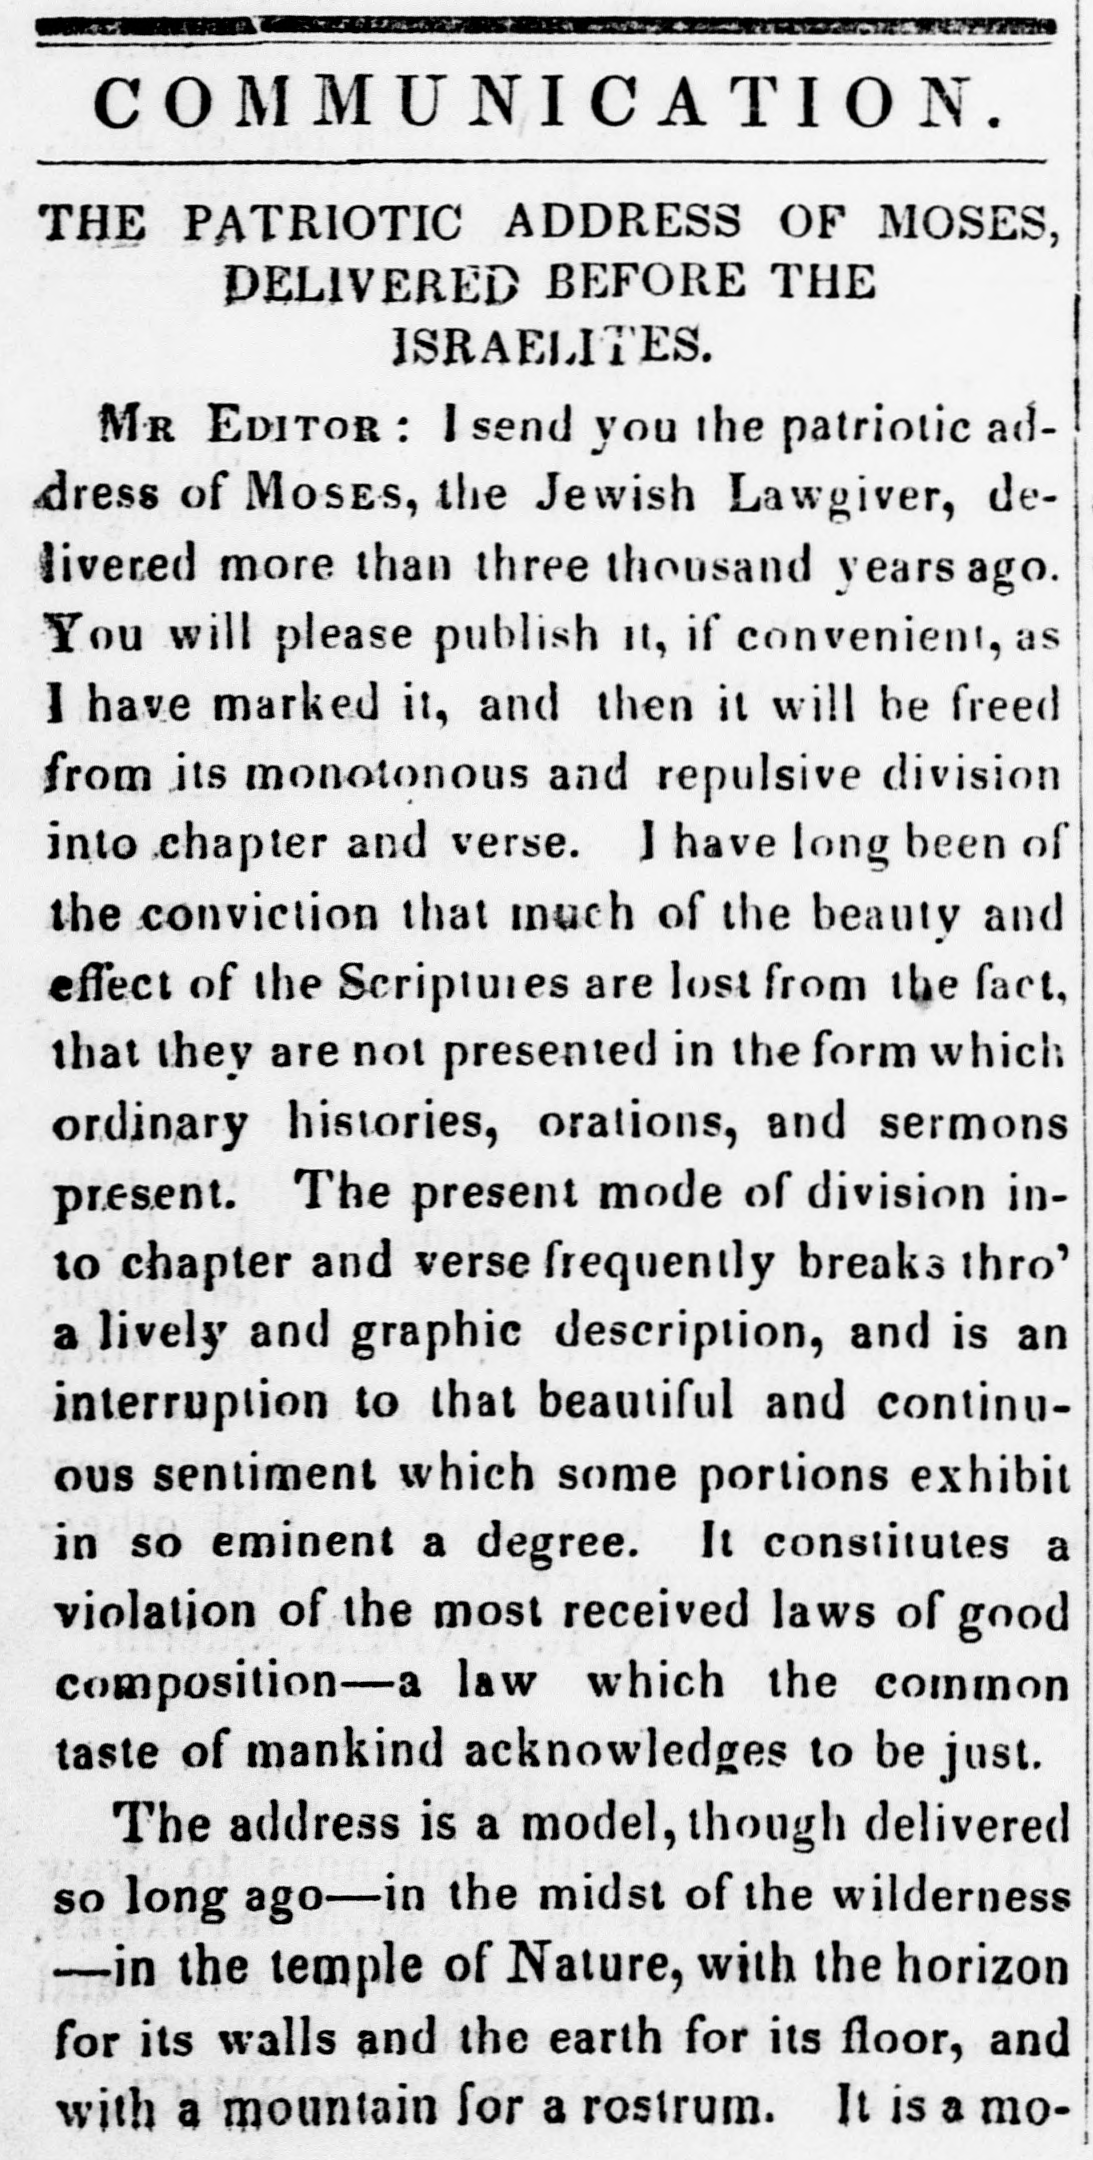 COMMUNICATION.
THE PATRIOTIC ADDRESS OF MOSES,
DELIVERED BEFORE THE
ISRAELITES.
MR EDITOR: I send you the patriotic ad-
dress of MOSES, the Jewish Lawgiver, de-
livered more than three thousand years ago.
You will please publish it, if convenient, as
I have marked it, and then it will be freed
from its monotonous and repulsive division
into chapter and verse. I have long been of
the conviction that much of the beauty and
effect of the Scriptures are lost from the fact,
that they are not presented in the form which
ordinary histories, orations, and sermons
present. The present mode of division in-
to chapter and verse frequently breaks thro'
a lively and graphic description, and is an
interruption to that beautiful and continu-
ous sentiment which some portions exhibit
in so eminent a degree. It constitutes a
violation of the most received laws of good
composition—a law which the common
taste of mankind acknowledges to be just.
The address is a model, though delivered
so long ago—in the midst of the wilderness
—in the temple of Nature, with the horizon
for its walls and the earth for its floor, and
with a mountain for a rostrum. It is a mo-